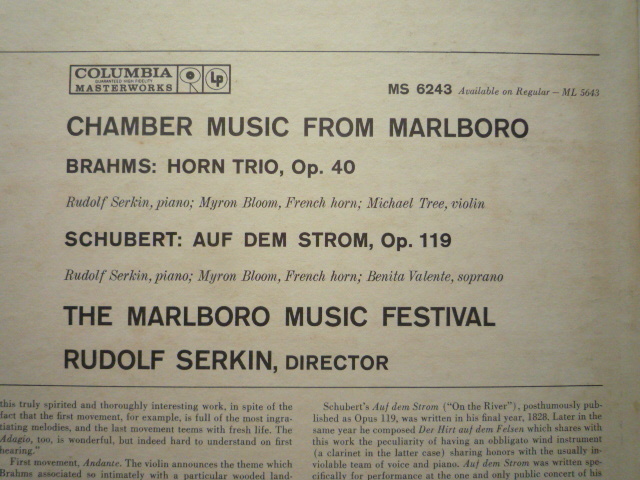 COLUMBIA
GUARANTEED HIGH FIDELITY
MASTERWORKS
Lp
MS 6243 Available on Regular – ML 5643
CHAMBER MUSIC FROM MARLBORO
BRAHMS: HORN TRIO, Op. 40
Rudolf Serkin, piano; Myron Bloom, French horn; Michael Tree, violin
SCHUBERT: AUF DEM STROM, Op. 119
Rudolf Serkin, piano; Myron Bloom, French horn; Benita Valente, soprano
THE MARLBORO MUSIC FESTIVAL
RUDOLF SERKIN, DIRECTOR
this truly spirited and thoroughly interesting work, in spite of the
fact that the first movement, for example, is full of the most ingra-
tiating melodies, and the last movement teems with fresh life. The
Adagio, too, is wonderful, but indeed hard to understand on first
hearing."
First movement, Andante. The violin announces the theme which
Brahms associated so intimately with a particular wooded land-
Schubert's Auf dem Strom ("On the River"), posthumously pub-
lished as Opus 119, was written in his final year, 1828. Later in the
same year he composed Der Hirt auf dem Felsen which shares with
this work the peculiarity of having an obbligato wind instrument
(a clarinet in the latter case) sharing honors with the usually in-
violable team of voice and piano. Auf dem Strom was written spe-
cifically for performance at the one and only public concert of his